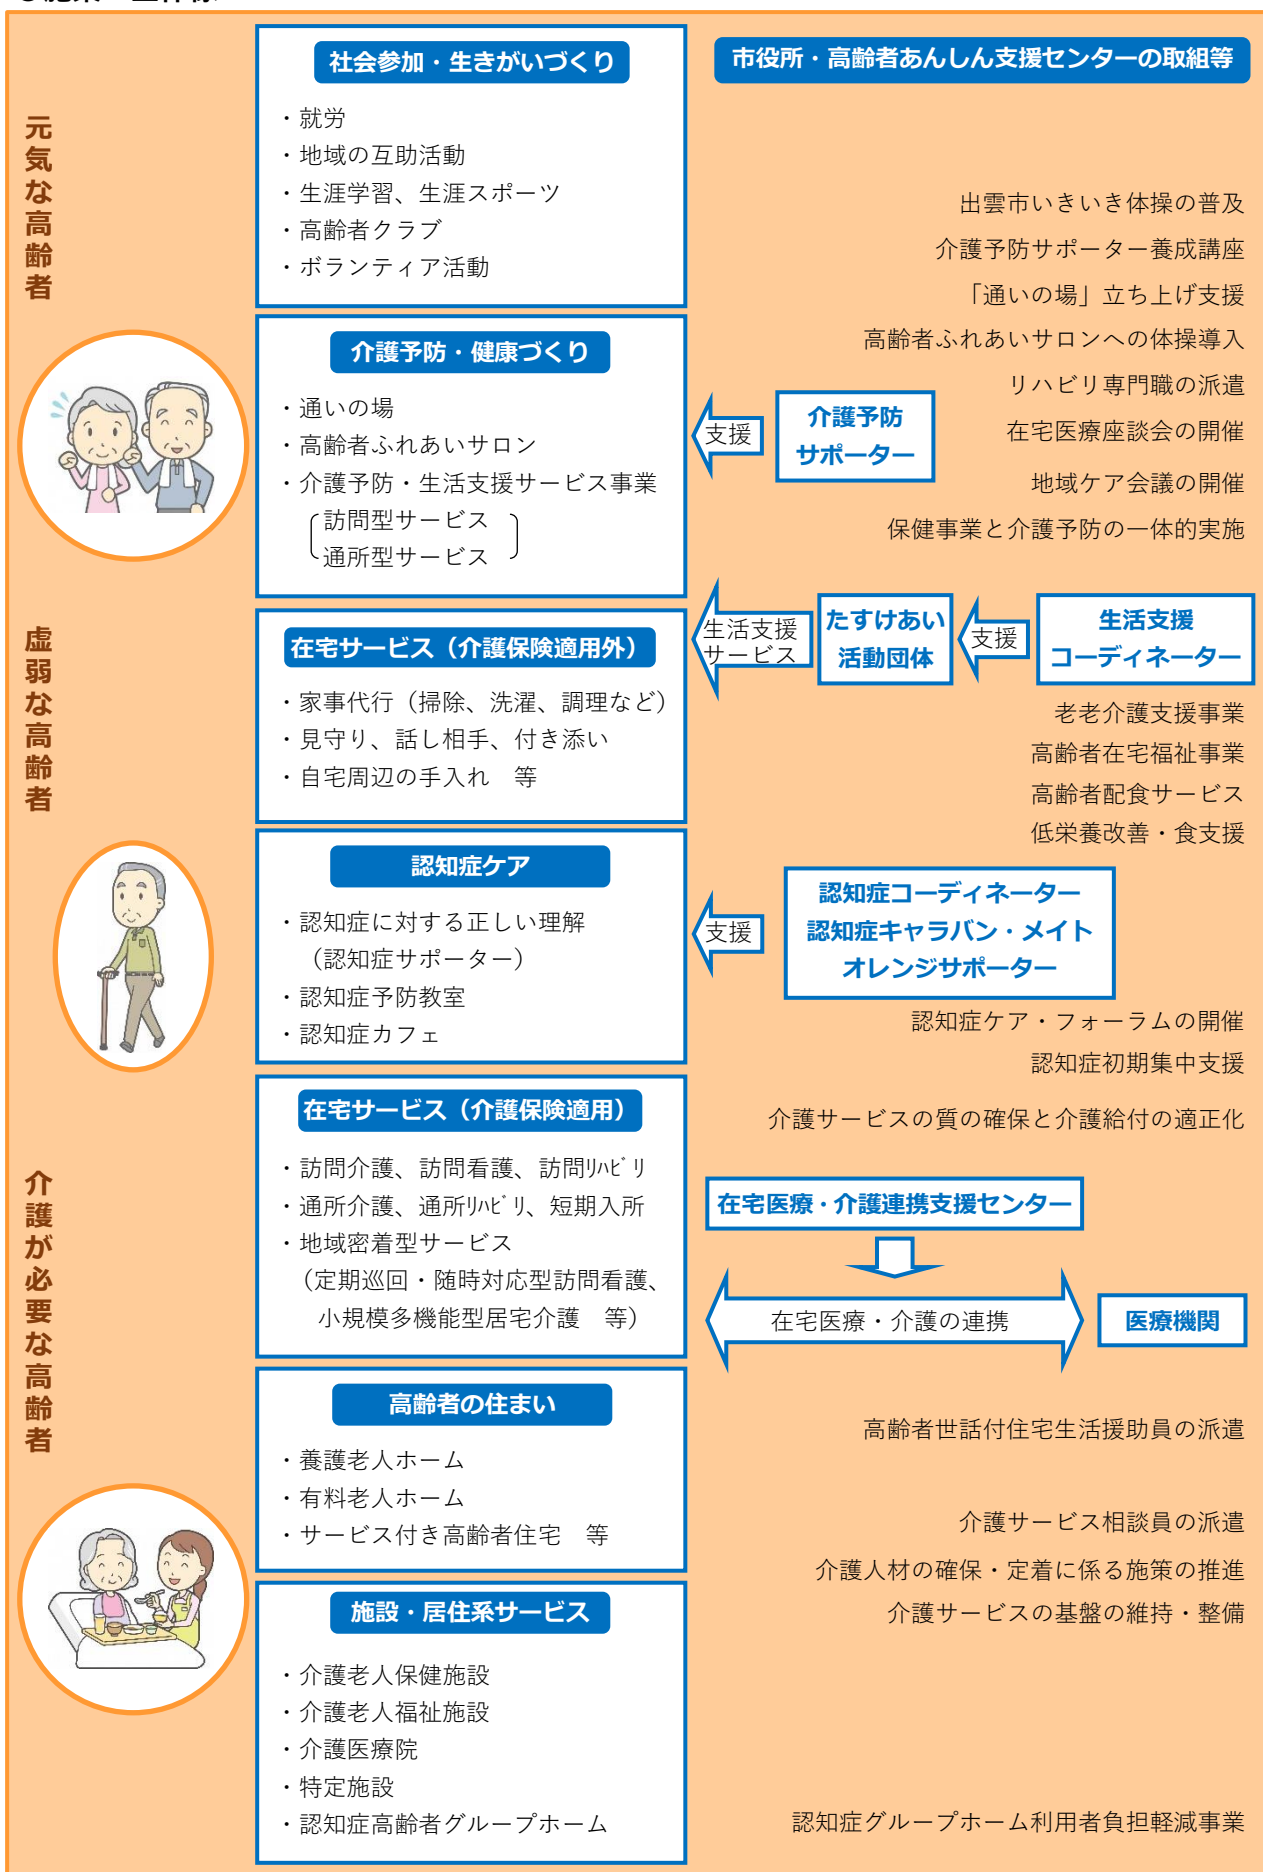 元気な高齢者
社会参加・生きがいづくり
・就労
・地域の互助活動
・生涯学習、生涯スポーツ
・高齢者クラブ
・ボランティア活動
市役所・高齢者あんしん支援センターの取組等
出雲市いきいき体操の普及
介護予防サポーター養成講座
「通いの場」立ち上げ支援
高齢者ふれあいサロンへの体操導入
リハビリ専門職の派遣
在宅医療座談会の開催
地域ケア会議の開催
保健事業と介護予防の一体的実施
介護予防・健康づくり
・通いの場
・高齢者ふれあいサロン
・介護予防・生活支援サービス事業
訪問型サービス
通所型サービス
支援
介護予防
サポーター
虚弱な高齢者
在宅サービス（介護保険適用外）
・家事代行（掃除、洗濯、調理など）
・見守り、話し相手、付き添い
・自宅周辺の手入れ　等
生活支援
サービス
たすけあい
活動団体
支援
生活支援
コーディネーター
老老介護支援事業
高齢者在宅福祉事業
高齢者配食サービス
低栄養改善・食支援
認知症ケア
・認知症に対する正しい理解
（認知症サポーター）
・認知症予防教室
・認知症カフェ
支援
認知症コーディネーター
認知症キャラバン・メイト
オレンジサポーター
認知症ケア・フォーラムの開催
認知症初期集中支援
介護サービスの質の確保と介護給付の適正化
介護が必要な高齢者
在宅サービス（介護保険適用）
・訪問介護、訪問看護、訪問ﾘﾊﾋﾞﾘ
・通所介護、通所ﾘﾊﾋﾞﾘ、短期入所
・地域密着型サービス
（定期巡回・随時対応型訪問看護、
小規模多機能型居宅介護　等）
在宅医療・介護連携支援センター
在宅医療・介護の連携
医療機関
高齢者の住まい
・養護老人ホーム
・有料老人ホーム
・サービス付き高齢者住宅　等
高齢者世話付住宅生活援助員の派遣
介護サービス相談員の派遣
介護人材の確保・定着に係る施策の推進
介護サービスの基盤の維持・整備
施設・居住系サービス
・介護老人保健施設
・介護老人福祉施設
・介護医療院
・特定施設
・認知症高齢者グループホーム
認知症グループホーム利用者負担軽減事業